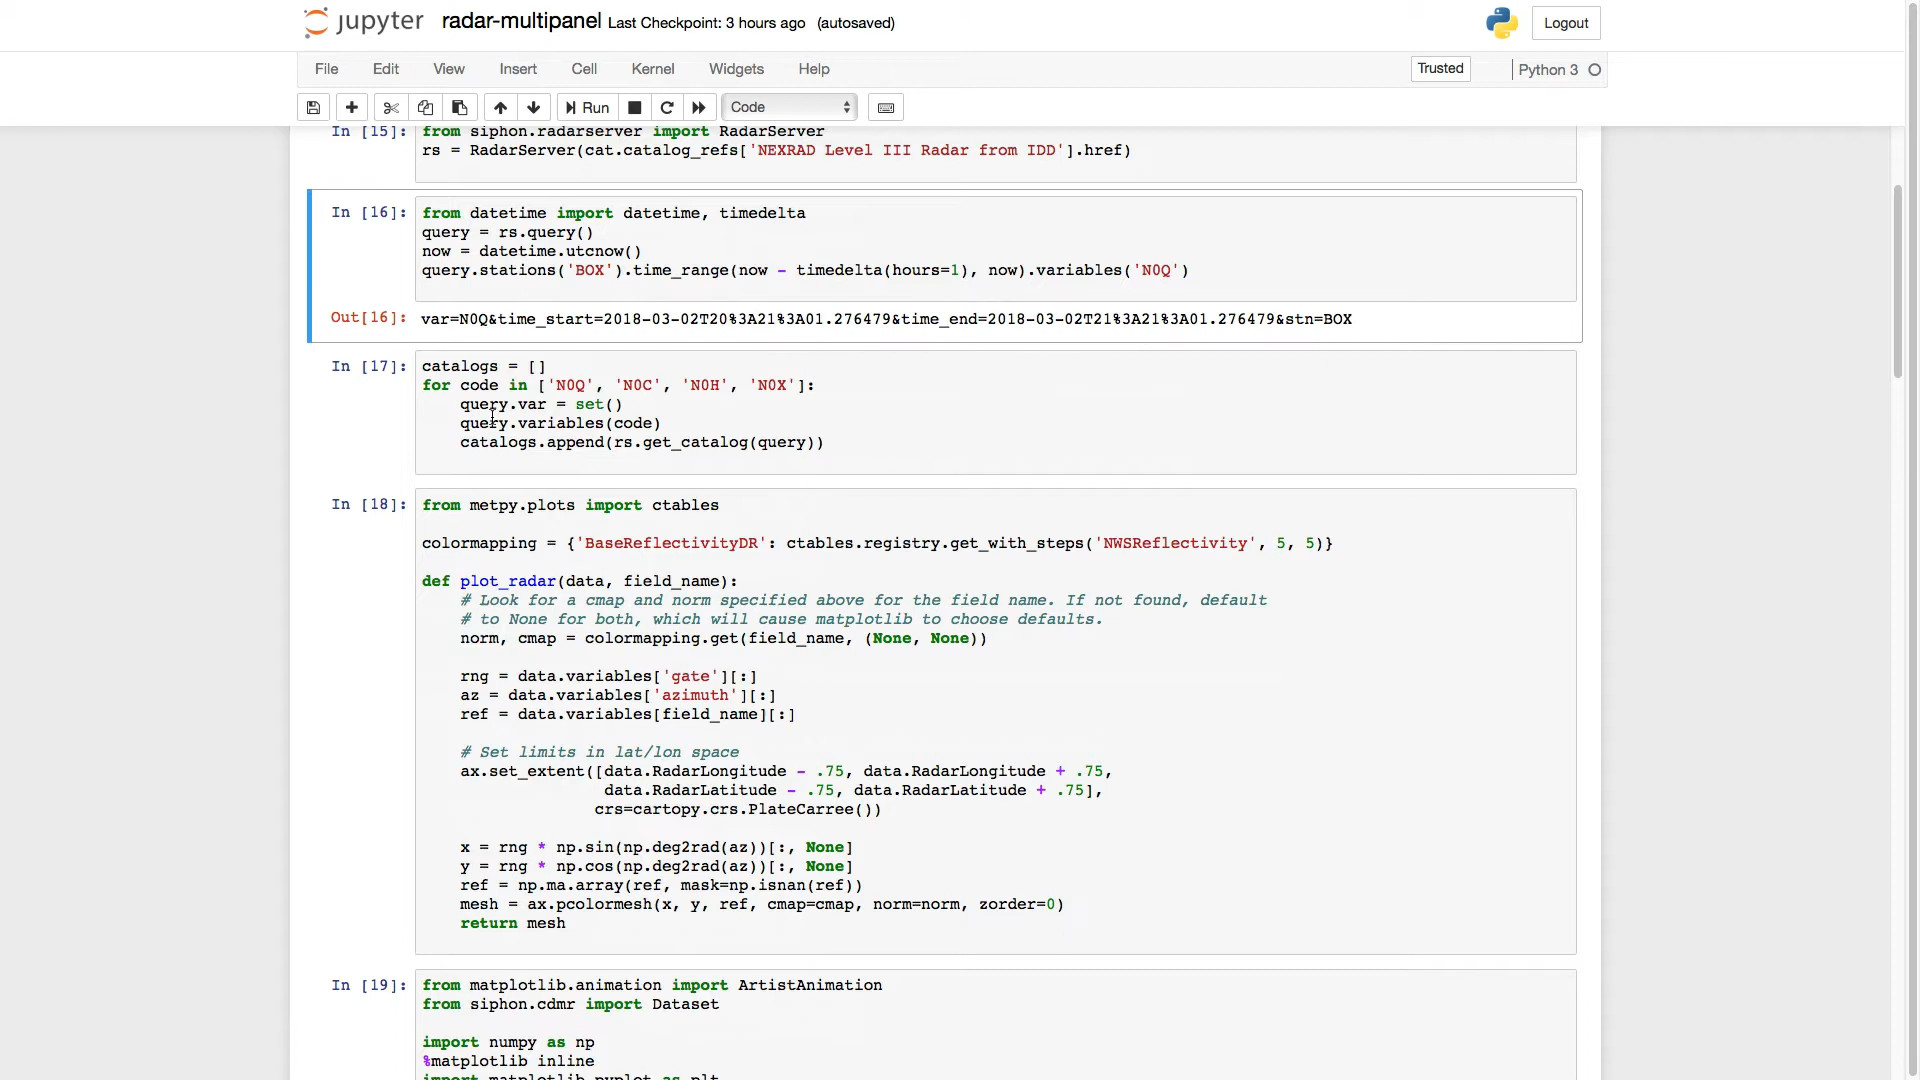 jupyter radar-multipanel Last Checkpoint: 3 hours ago (autosaved) Logout
File Edit View Insert Cell Kernel Widgets Help Trusted Python 3
Run Code
In [15]: from siphon.radarserver import RadarServer
rs = RadarServer(cat.catalog_refs['NEXRAD Level III Radar from IDD'].href)
In [16]: from datetime import datetime, timedelta
query = rs.query()
now = datetime.utcnow()
query.stations('BOX').time_range(now - timedelta(hours=1), now).variables('N0Q')
Out[16]: var=N0Q&time_start=2018-03-02T20%3A21%3A01.276479&time_end=2018-03-02T21%3A21%3A01.276479&stn=BOX
In [17]: catalogs = []
for code in ['N0Q', 'N0C', 'N0H', 'N0X']:
    query.var = set()
    query.variables(code)
    catalogs.append(rs.get_catalog(query))
In [18]: from metpy.plots import ctables
colormapping = {'BaseReflectivityDR': ctables.registry.get_with_steps('NWSReflectivity', 5, 5)}
def plot_radar(data, field_name):
    # Look for a cmap and norm specified above for the field name. If not found, default
    # to None for both, which will cause matplotlib to choose defaults.
    norm, cmap = colormapping.get(field_name, (None, None))
    rng = data.variables['gate'][:]
    az = data.variables['azimuth'][:]
    ref = data.variables[field_name][:]
    # Set limits in lat/lon space
    ax.set_extent([data.RadarLongitude - .75, data.RadarLongitude + .75,
                   data.RadarLatitude - .75, data.RadarLatitude + .75],
                  crs=cartopy.crs.PlateCarree())
    x = rng * np.sin(np.deg2rad(az))[:, None]
    y = rng * np.cos(np.deg2rad(az))[:, None]
    ref = np.ma.array(ref, mask=np.isnan(ref))
    mesh = ax.pcolormesh(x, y, ref, cmap=cmap, norm=norm, zorder=0)
    return mesh
In [19]: from matplotlib.animation import ArtistAnimation
from siphon.cdmr import Dataset
import numpy as np
%matplotlib inline
import matplotlib.pyplot as plt